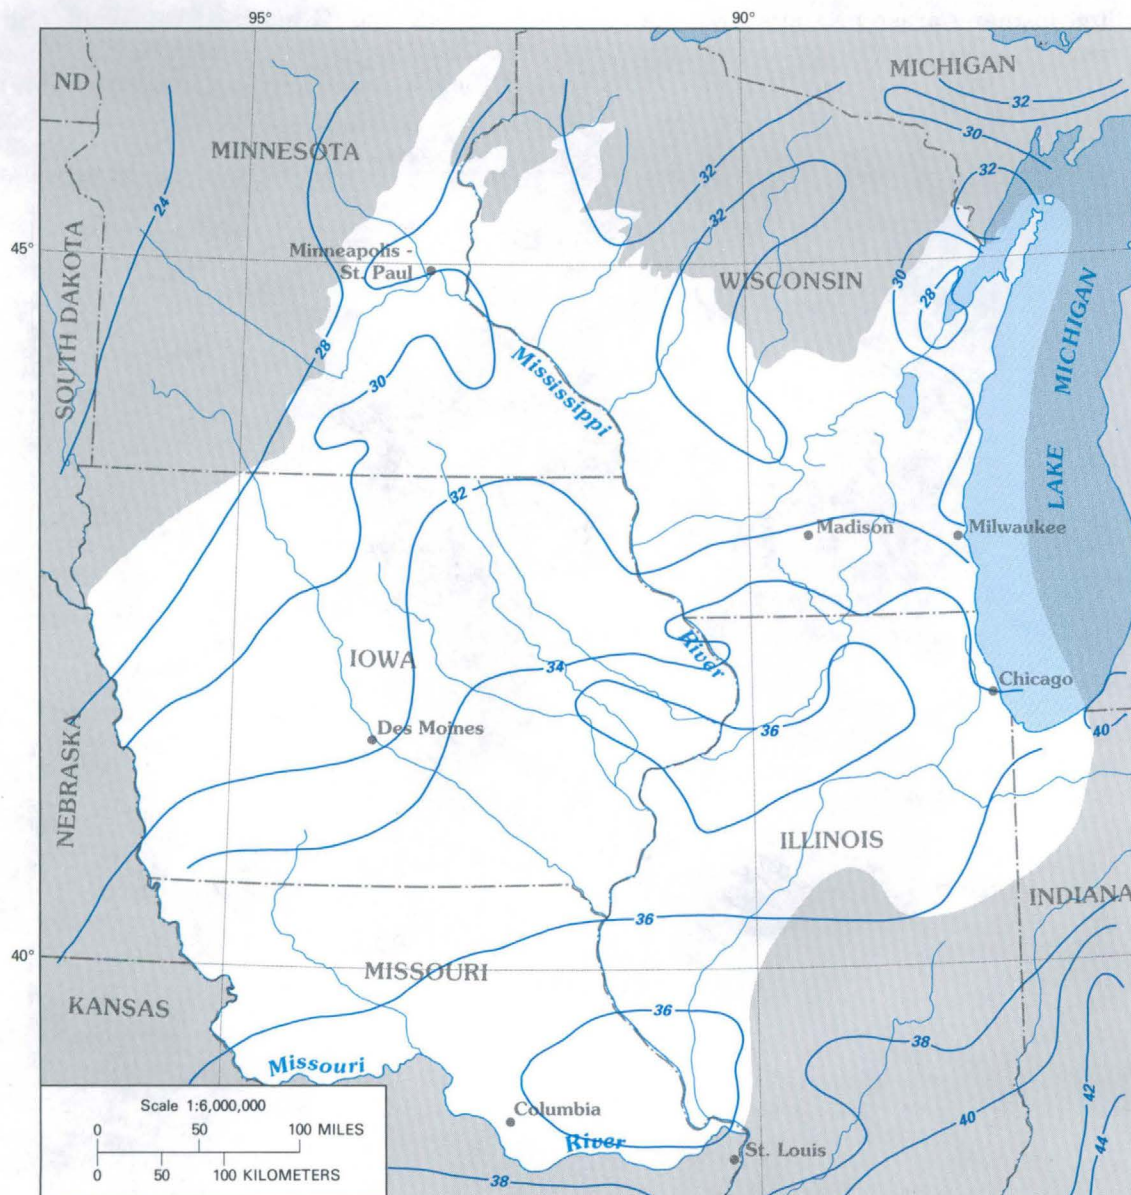 95°
90°
ND
MICHIGAN
32
MINNESOTA
30
32
32
24
32
45°
Minneapolis -
St. Paul
WISCONSIN
30
28
SOUTH DAKOTA
28
LAKE MICHIGAN
30
Mississippi
32
Madison
Milwaukee
IOWA
34
River
Chicago
36
40
Des Moines
NEBRASKA
ILLINOIS
INDIANA
36
40°
MISSOURI
KANSAS
36
38
Missouri
42
Scale 1:6,000,000
0 50 100 MILES
0 50 100 KILOMETERS
Columbia
40
River
44
St. Louis
38